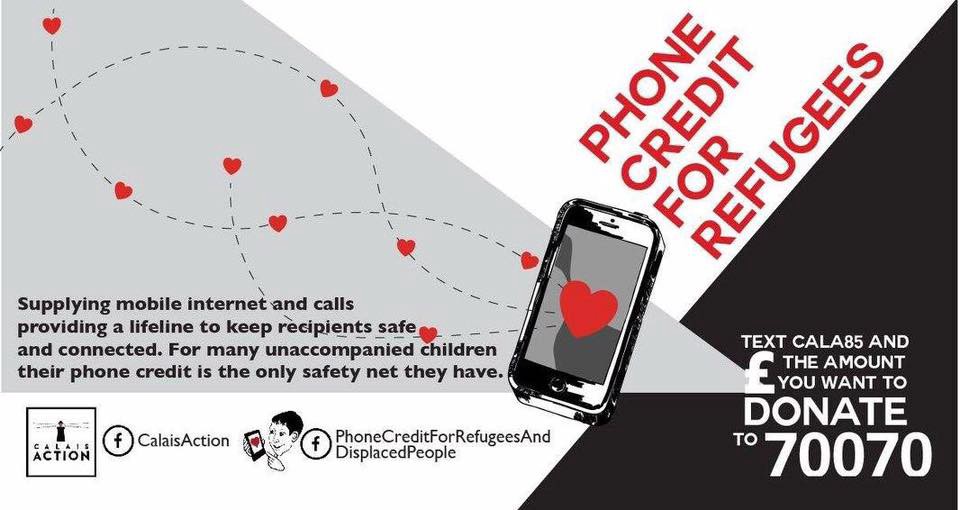 PHONE
CREDIT
FOR
REFUGEES
Supplying mobile internet and calls
providing a lifeline to keep recipients safe
and connected. For many unaccompanied children
their phone credit is the only safety net they have.
TEXT CALA85 AND
£ THE AMOUNT
YOU WANT TO
DONATE
TO 70070
CALAIS
ACTION
f CalaisAction
f PhoneCreditForRefugeesAnd
DisplacedPeople